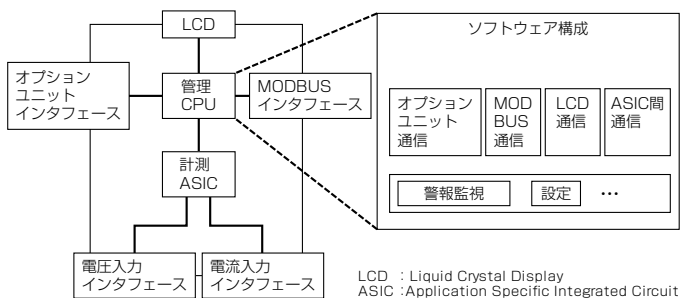 LCD
オプション
ユニット
インタフェース
管理
CPU
MODBUS
インタフェース
計測
ASIC
電圧入力
インタフェース
電流入力
インタフェース
ソフトウェア構成
オプション
ユニット
通信
MOD
BUS
通信
LCD
通信
ASIC間
通信
警報監視
設定
…
LCD :Liquid Crystal Display
ASIC:Application Specific Integrated Circuit